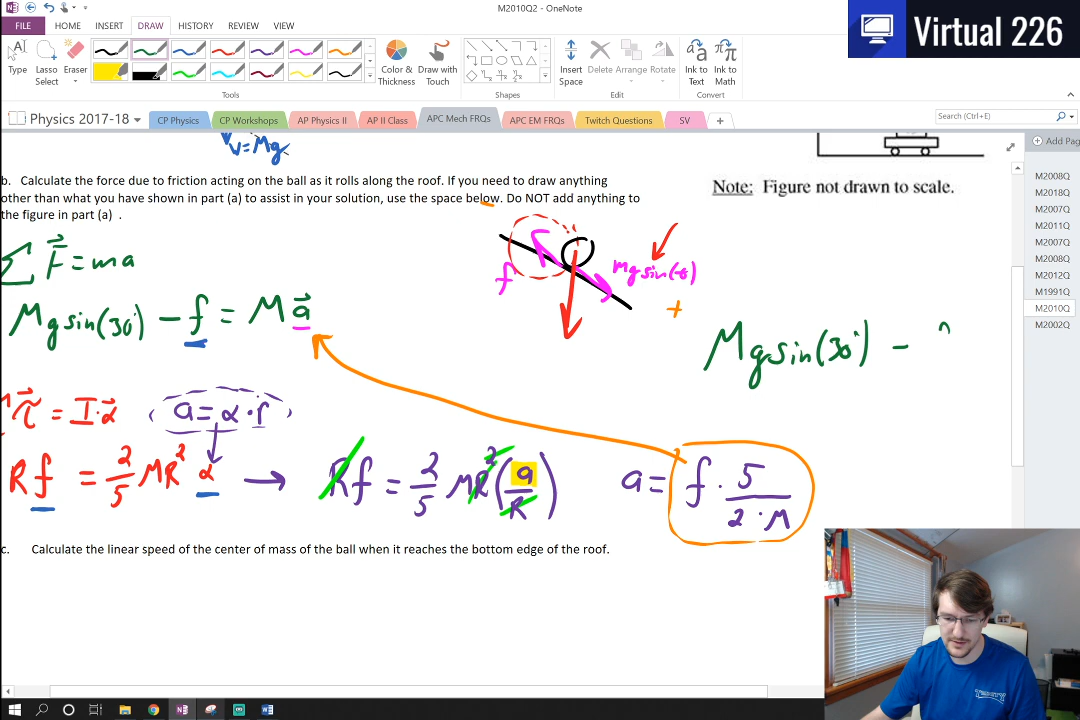 M2010Q2 - OneNote
FILE HOME INSERT DRAW HISTORY REVIEW VIEW
Virtual 226
Type Lasso Select Eraser Color & Thickness Draw with Touch Insert Space Delete Arrange Rotate Ink to Text Ink to Math
Tools Shapes Edit Convert
Physics 2017-18 CP Physics CP Workshops AP Physics II AP II Class APC Mech FRQs APC EM FRQs Twitch Questions SV + Search (Ctrl+E)
Add Pag
M2008Q
M2018Q
M2007Q
M2011Q
M2007Q
M2008Q
M2012Q
M1991Q
M2010Q
M2002Q
v=Mg
Note: Figure not drawn to scale.
b. Calculate the force due to friction acting on the ball as it rolls along the roof. If you need to draw anything
other than what you have shown in part (a) to assist in your solution, use the space below. Do NOT add anything to
the figure in part (a) .
∑ F⃗ = ma
f
Mg sin(-θ)
+
Mg sin(30°) - f = M a⃗
Mg sin(30°) -
τ⃗ = I·α⃗ (a = α·r)
Rf = 2/5 MR² α → Rf = 2/5 MR² (a/R) a = f · 5/(2·M)
c. Calculate the linear speed of the center of mass of the ball when it reaches the bottom edge of the roof.